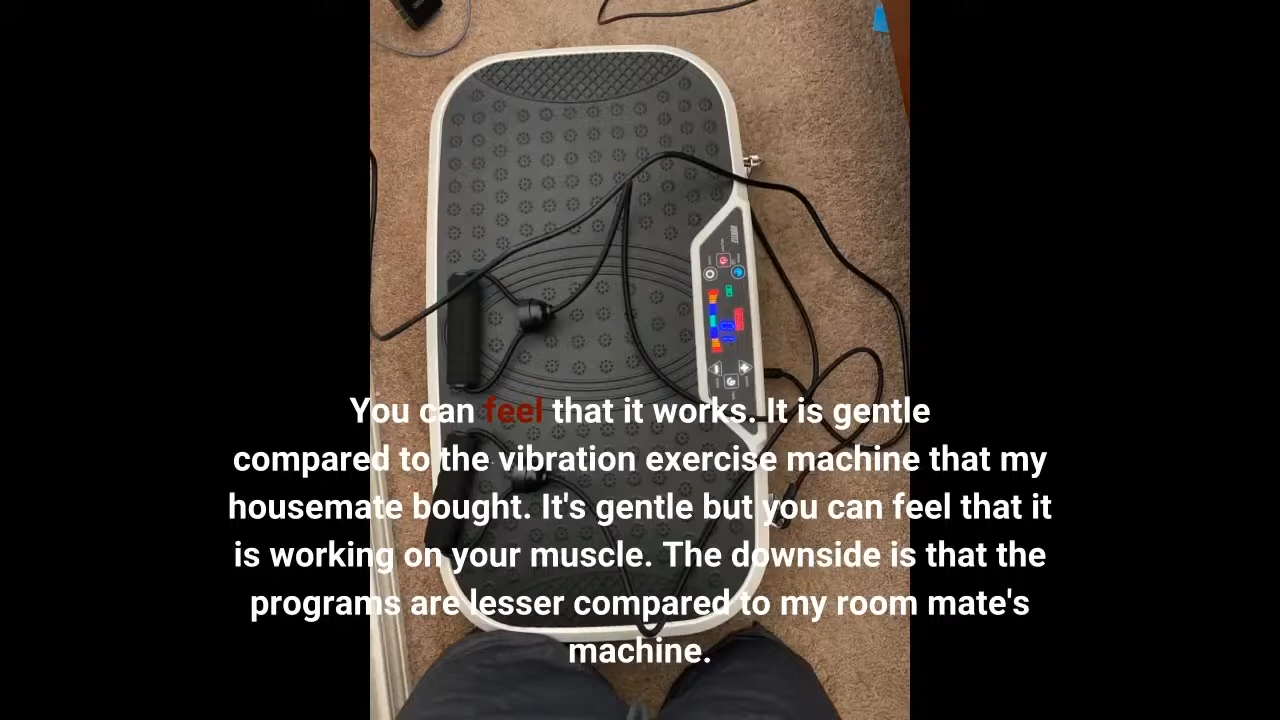 You can feel that it works. It is gentle
compared to the vibration exercise machine that my
housemate bought. It's gentle but you can feel that it
is working on your muscle. The downside is that the
programs are lesser compared to my room mate's
machine.